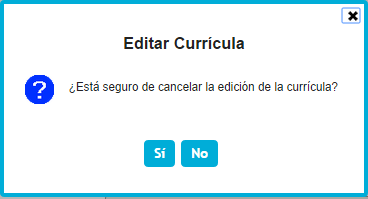 Editar Currícula
¿Está seguro de cancelar la edición de la currícula?
Sí No